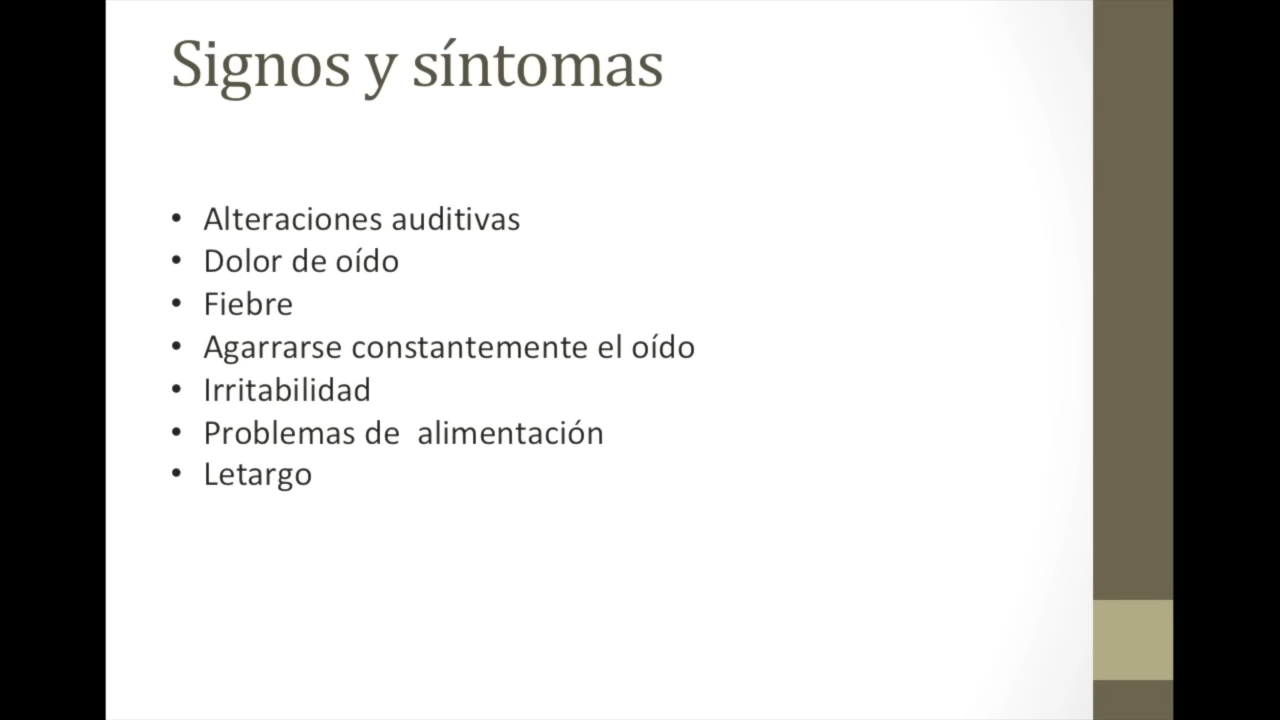 Signos y síntomas
• Alteraciones auditivas
• Dolor de oído
• Fiebre
• Agarrarse constantemente el oído
• Irritabilidad
• Problemas de  alimentación
• Letargo